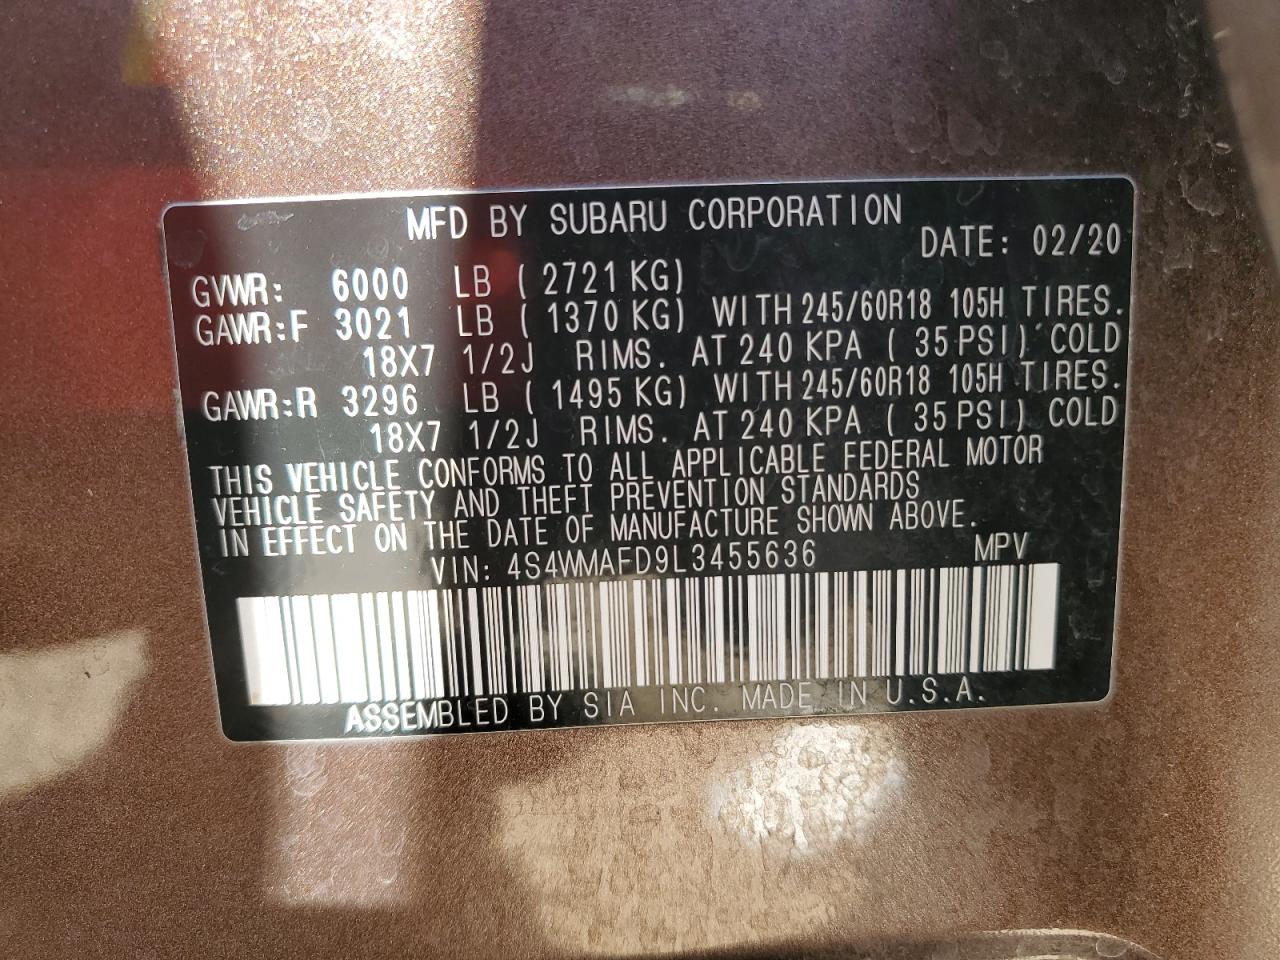 MFD BY SUBARU CORPORATION
DATE: 02/20
GVWR: 6000 LB ( 2721 KG)
GAWR:F 3021 LB ( 1370 KG) WITH 245/60R18 105H TIRES.
18X7 1/2J RIMS. AT 240 KPA ( 35 PSI) COLD
GAWR:R 3296 LB ( 1495 KG) WITH 245/60R18 105H TIRES.
18X7 1/2J RIMS. AT 240 KPA ( 35 PSI) COLD
THIS VEHICLE CONFORMS TO ALL APPLICABLE FEDERAL MOTOR
VEHICLE SAFETY AND THEFT PREVENTION STANDARDS
IN EFFECT ON THE DATE OF MANUFACTURE SHOWN ABOVE.
VIN: 4S4WMAFD9L3455636 MPV
ASSEMBLED BY SIA INC. MADE IN U.S.A.